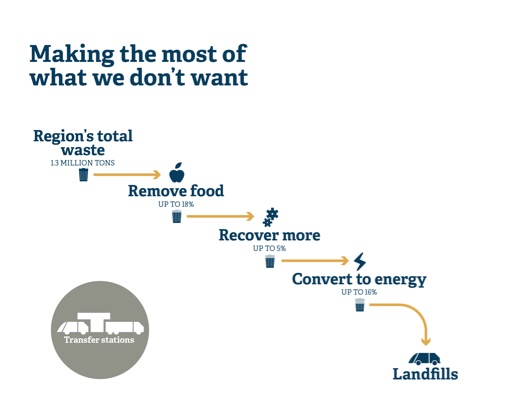 Making the most of
what we don't want
Region's total
waste
1.3 MILLION TONS
Remove food
UP TO 18%
Recover more
UP TO 5%
Convert to energy
UP TO 16%
Transfer stations
Landfills